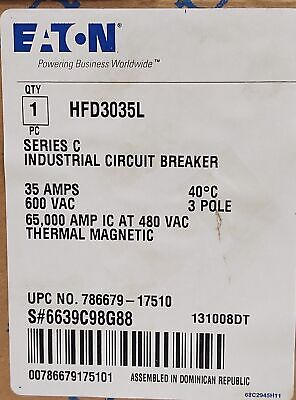 EATON
Powering Business Worldwide™
QTY
1 HFD3035L
PC
SERIES C
INDUSTRIAL CIRCUIT BREAKER
35 AMPS 40°C
600 VAC 3 POLE
65,000 AMP IC AT 480 VAC
THERMAL MAGNETIC
UPC NO. 786679-17510
S#6639C98G88 131008DT
00786679175101 ASSEMBLED IN DOMINICAN REPUBLIC
68C2945H11